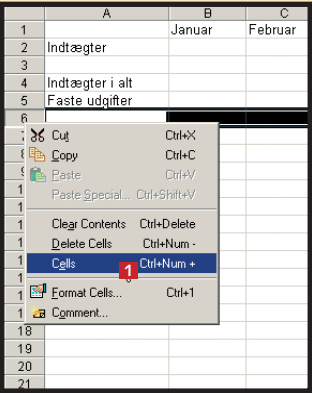 A B C
1 Januar Februar
2 Indtægter
3
4 Indtægter i alt
5 Faste udgifter
6
Cut Ctrl+X
Copy Ctrl+C
Paste Ctrl+V
Paste Special... Ctrl+Shift+V
Clear Contents Ctrl+Delete
Delete Cells Ctrl+Num -
Cells Ctrl+Num +
1
Format Cells... Ctrl+1
Comment...
18
19
20
21